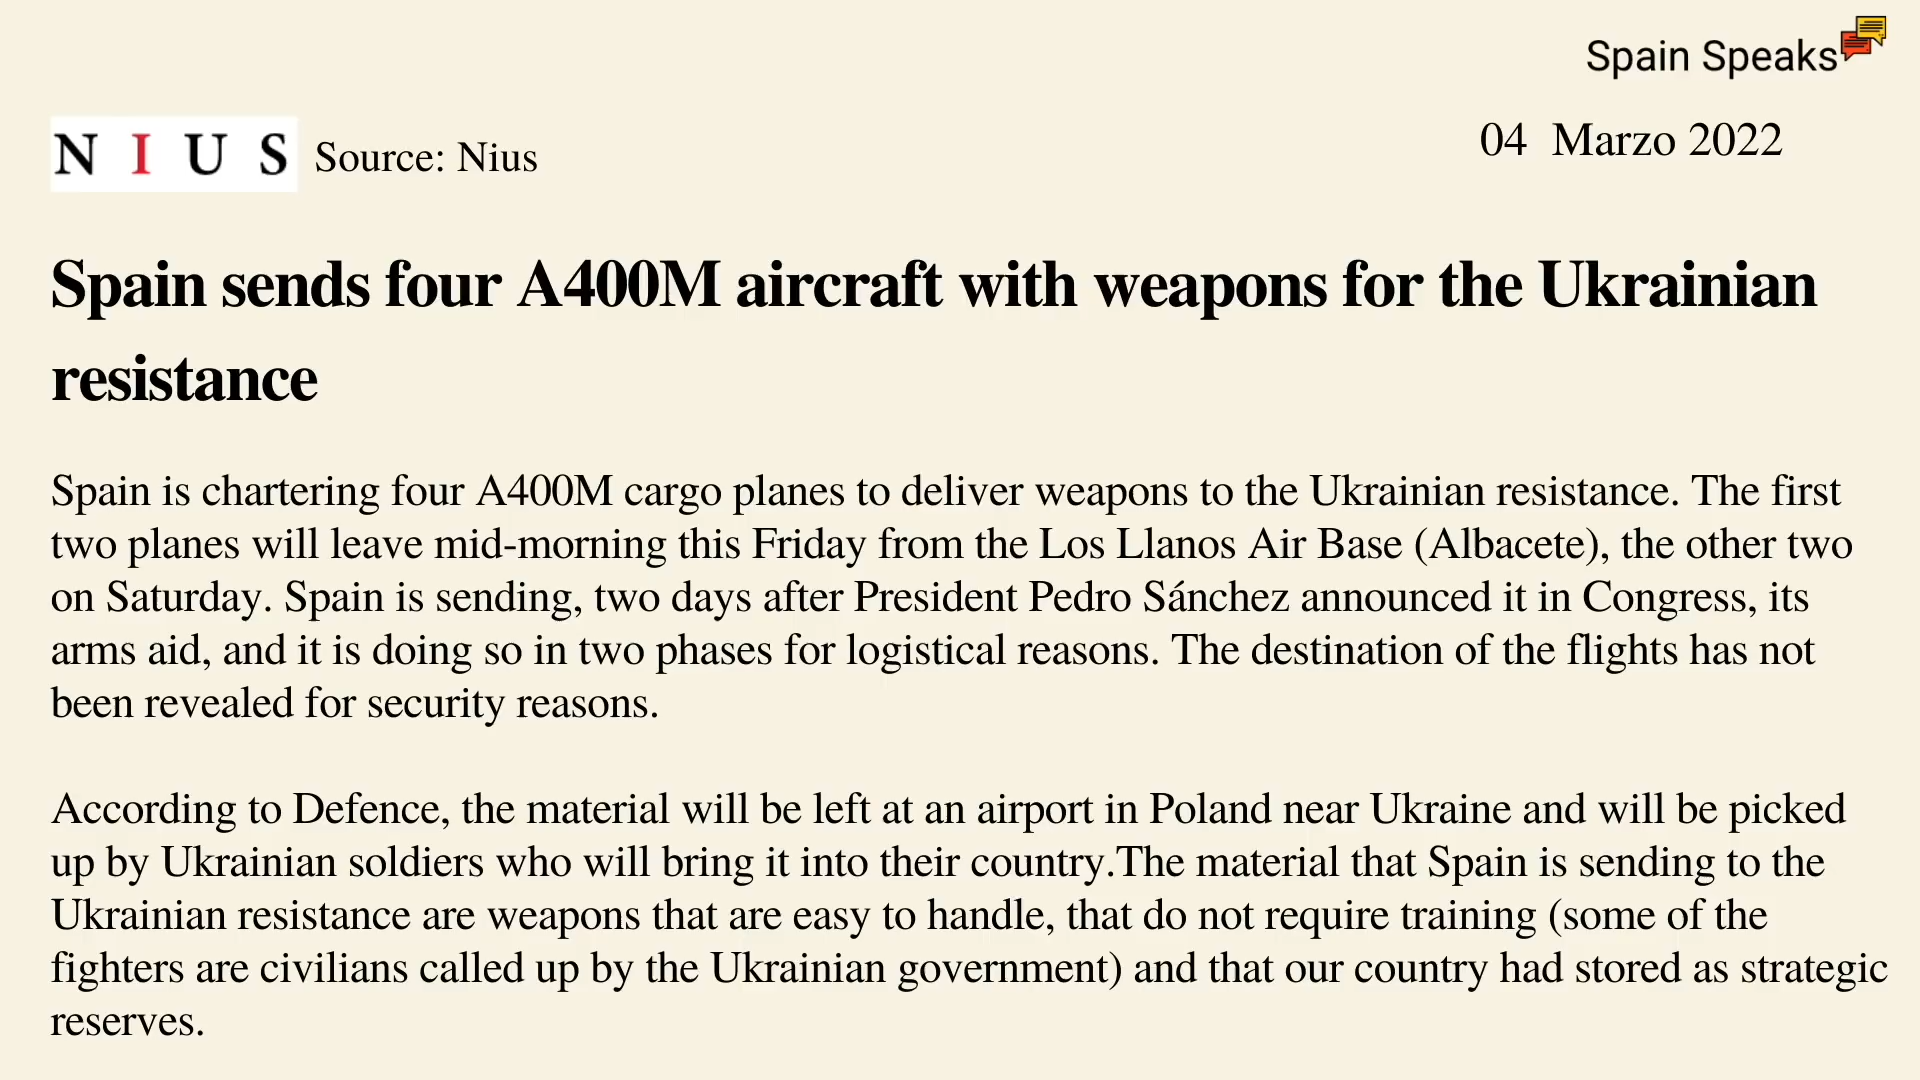 Spain Speaks
N I U S
Source: Nius
04 Marzo 2022
Spain sends four A400M aircraft with weapons for the Ukrainian
resistance
Spain is chartering four A400M cargo planes to deliver weapons to the Ukrainian resistance. The first
two planes will leave mid-morning this Friday from the Los Llanos Air Base (Albacete), the other two
on Saturday. Spain is sending, two days after President Pedro Sánchez announced it in Congress, its
arms aid, and it is doing so in two phases for logistical reasons. The destination of the flights has not
been revealed for security reasons.
According to Defence, the material will be left at an airport in Poland near Ukraine and will be picked
up by Ukrainian soldiers who will bring it into their country.The material that Spain is sending to the
Ukrainian resistance are weapons that are easy to handle, that do not require training (some of the
fighters are civilians called up by the Ukrainian government) and that our country had stored as strategic
reserves.